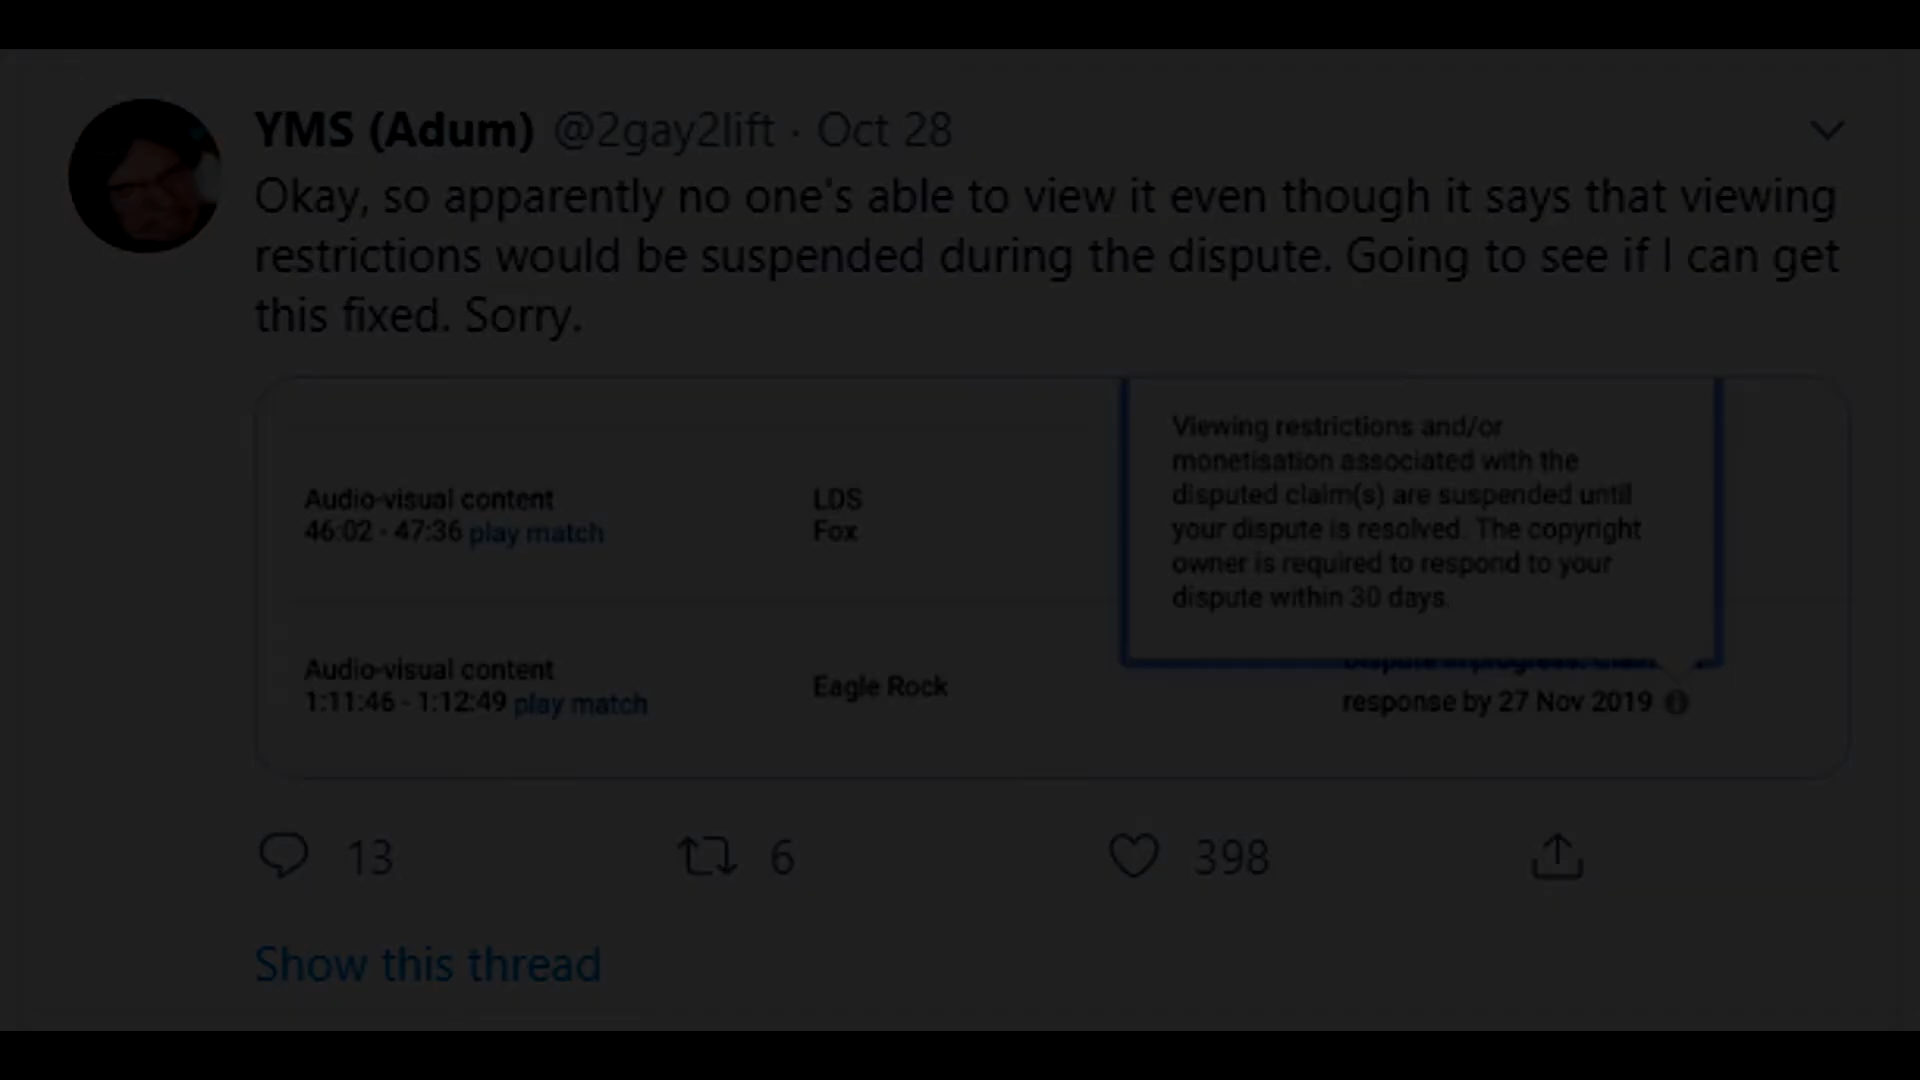 YMS (Adum) @2gay2lift · Oct 28
Okay, so apparently no one's able to view it even though it says that viewing
restrictions would be suspended during the dispute. Going to see if I can get
this fixed. Sorry.
Audio-visual content
46:02 - 47:36 play match
LDS
Fox
Viewing restrictions and/or
monetisation associated with the
disputed claim(s) are suspended until
your dispute is resolved. The copyright
owner is required to respond to your
dispute within 30 days.
Audio-visual content
1:11:46 - 1:12:49 play match
Eagle Rock
response by 27 Nov 2019
13
6
398
Show this thread